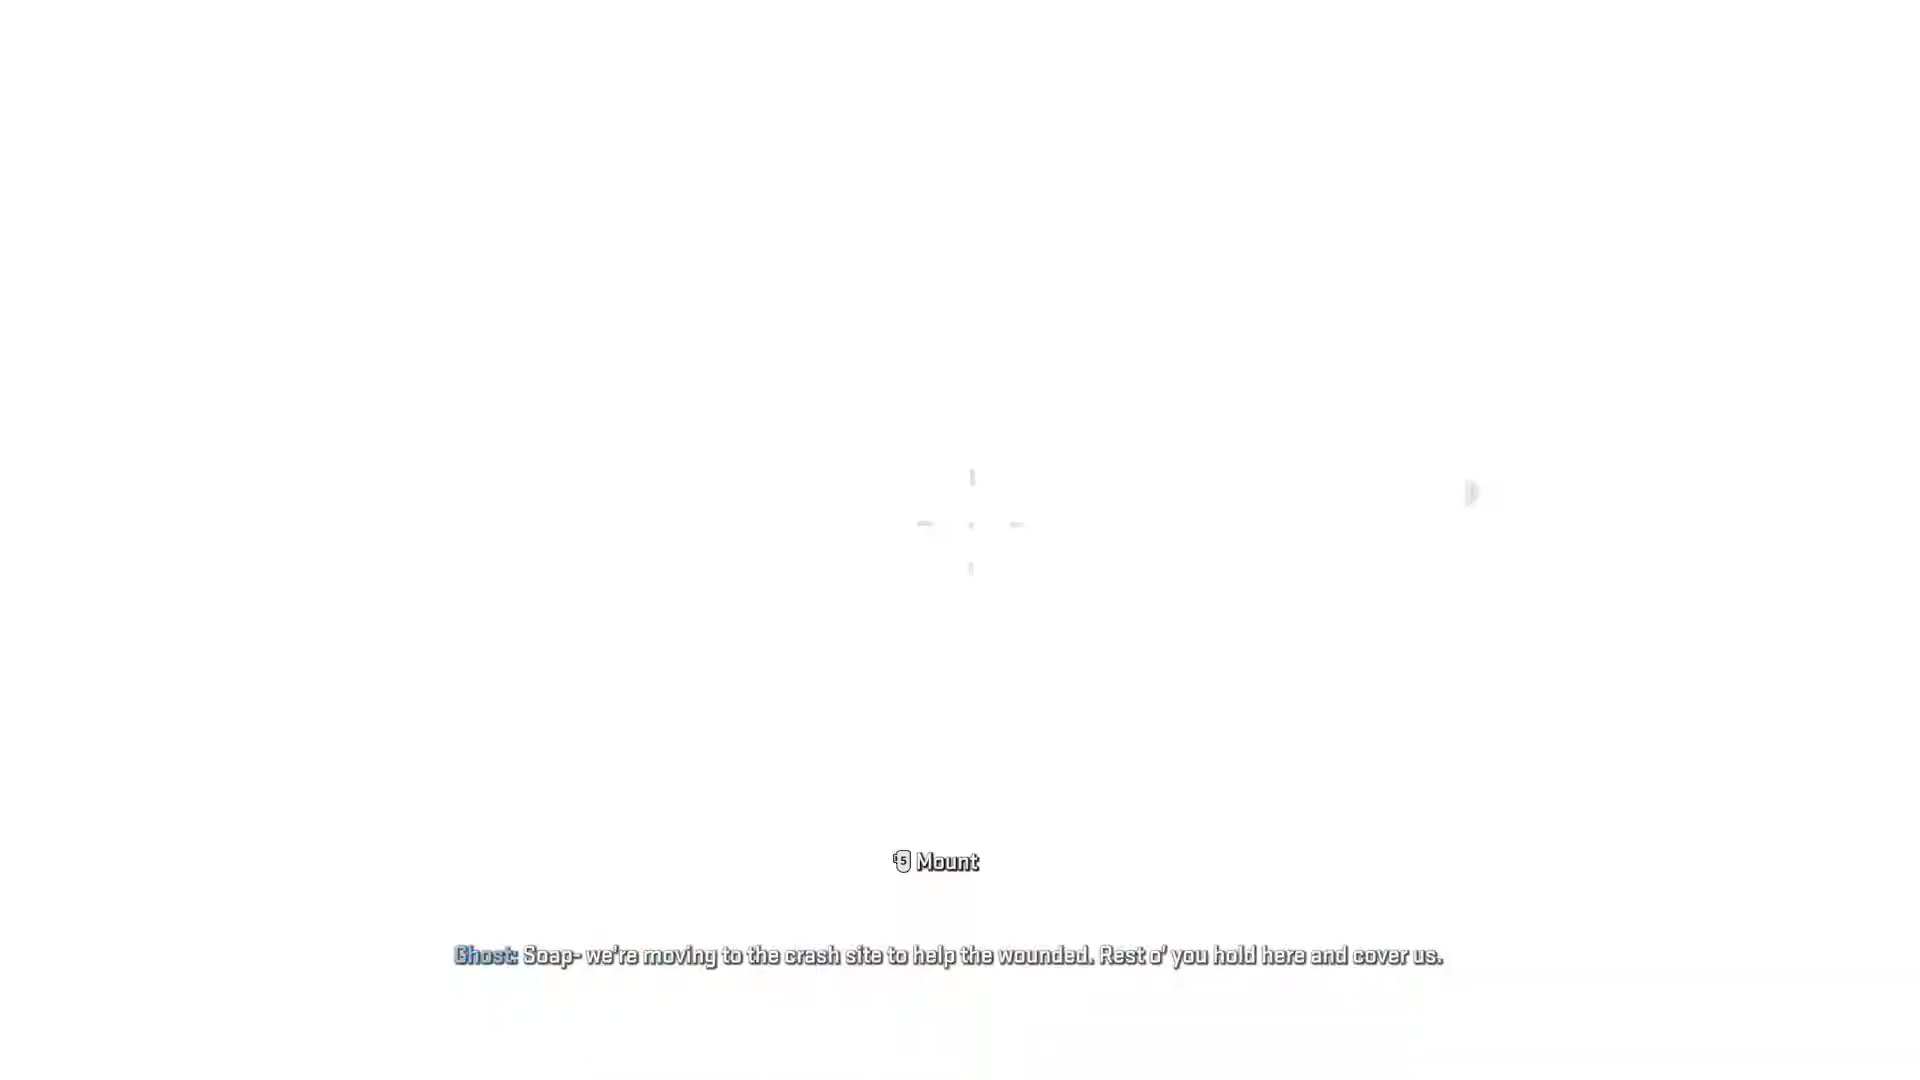 5 Mount
Ghost: Soap- we're moving to the crash site to help the wounded. Rest o' you hold here and cover us.